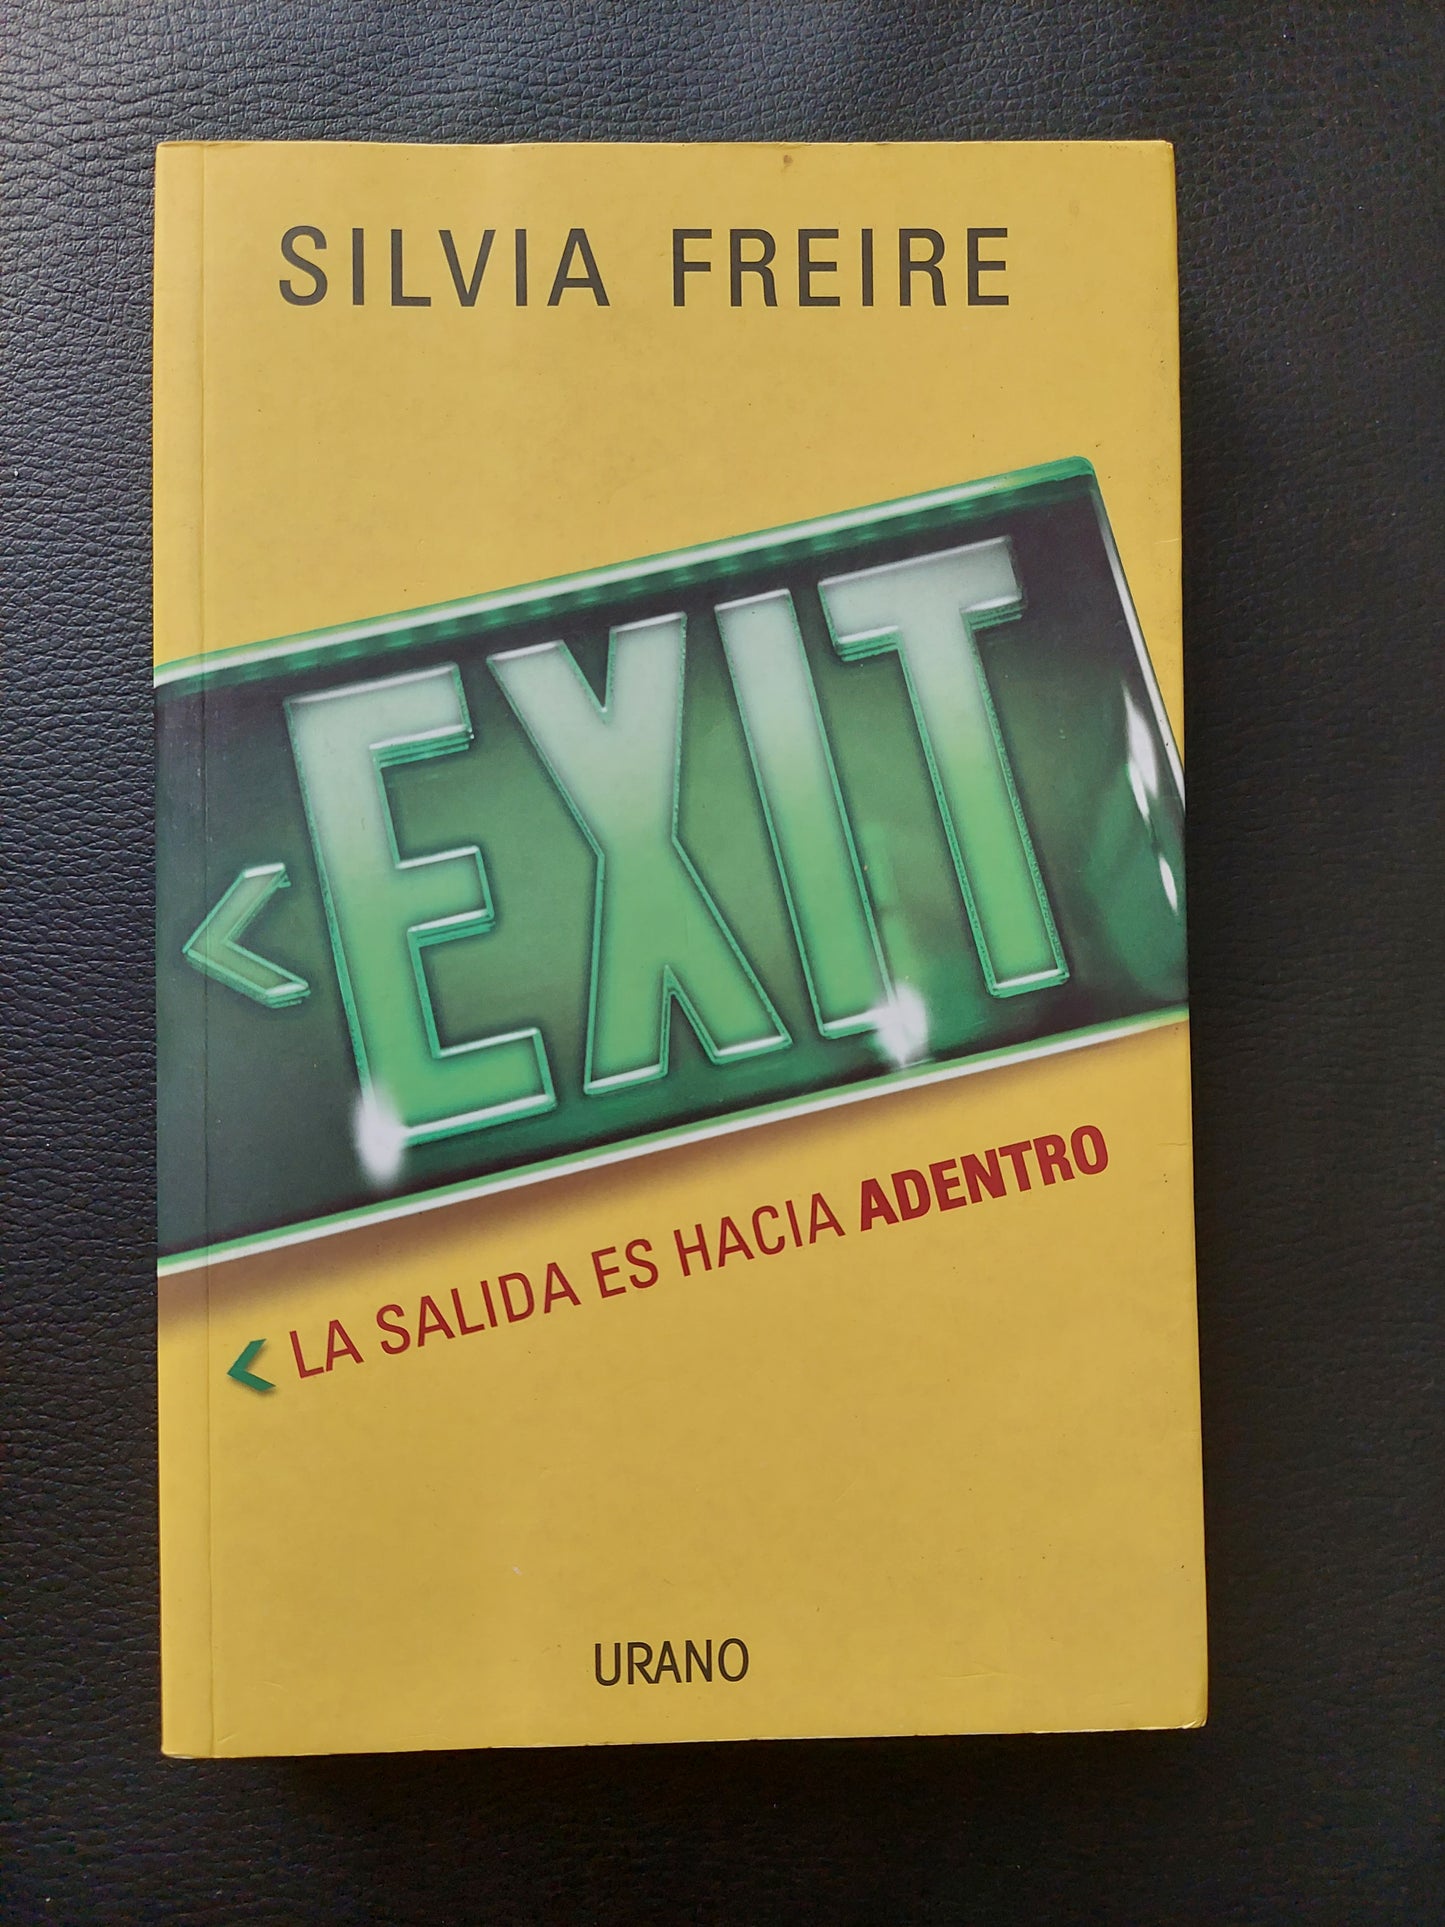 SILVIA FREIRE
< EXIT
< LA SALIDA ES HACIA ADENTRO
URANO